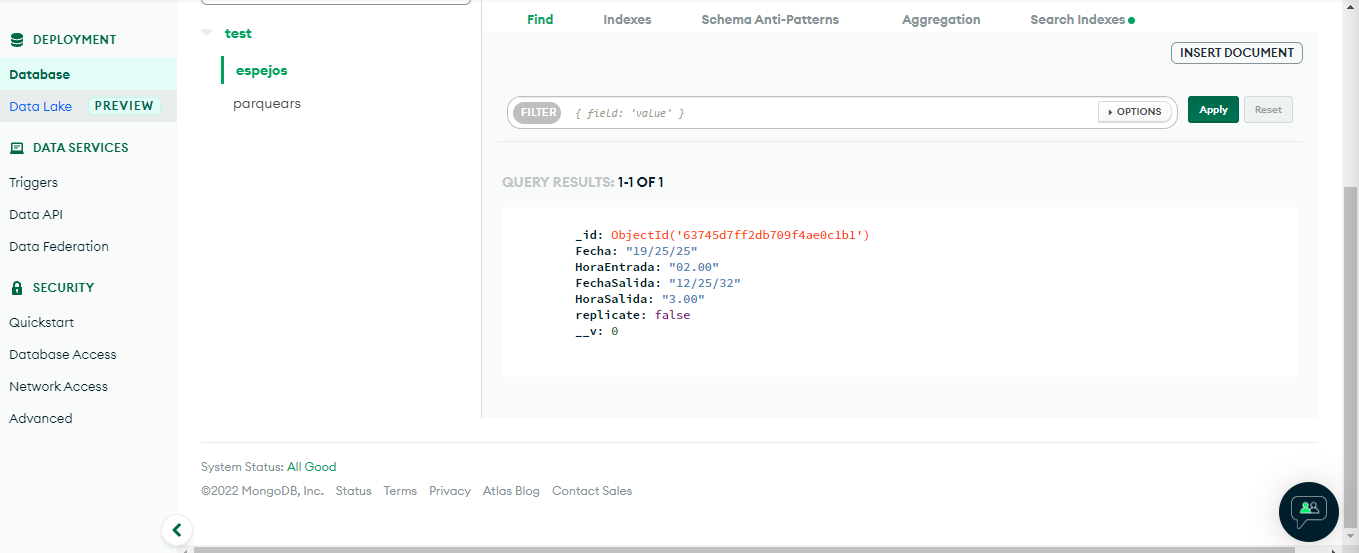 DEPLOYMENT
Database
Data Lake PREVIEW
DATA SERVICES
Triggers
Data API
Data Federation
SECURITY
Quickstart
Database Access
Network Access
Advanced
test
espejos
parquears
Find Indexes Schema Anti-Patterns Aggregation Search Indexes
INSERT DOCUMENT
FILTER { field: 'value' } OPTIONS Apply Reset
QUERY RESULTS: 1-1 OF 1
_id: ObjectId('63745d7ff2db709f4ae0c1b1')
Fecha: "19/25/25"
HoraEntrada: "02.00"
FechaSalida: "12/25/32"
HoraSalida: "3.00"
replicate: false
__v: 0
System Status: All Good
©2022 MongoDB, Inc. Status Terms Privacy Atlas Blog Contact Sales